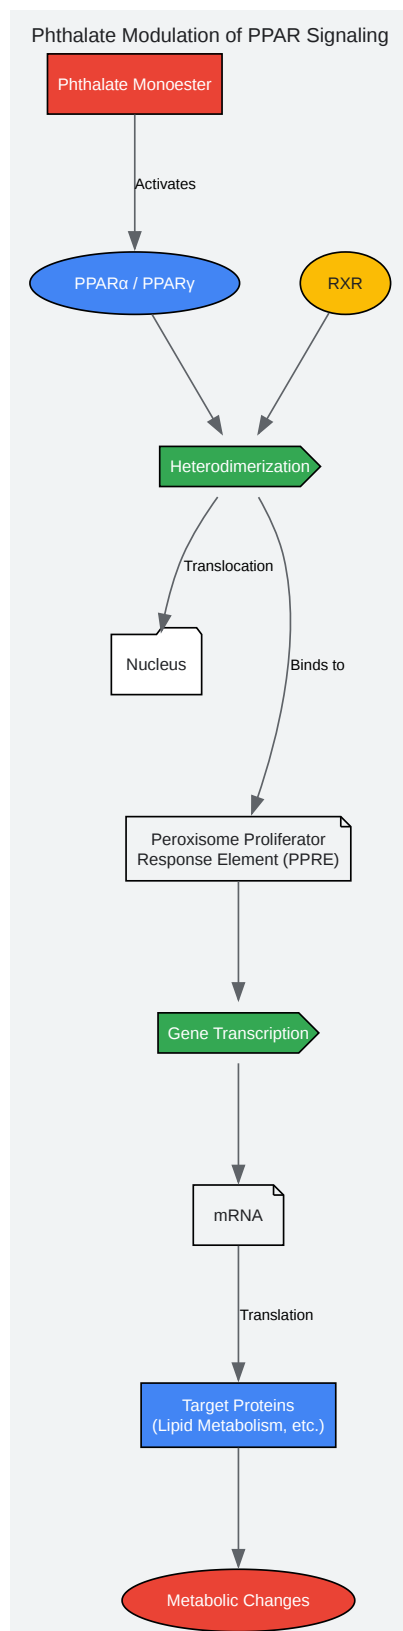 Phthalate Modulation of PPAR Signaling
Phthalate Monoester
Activates
PPARα / PPARγ
RXR
Heterodimerization
Translocation
Nucleus
Binds to
Peroxisome Proliferator
Response Element (PPRE)
Gene Transcription
mRNA
Translation
Target Proteins
(Lipid Metabolism, etc.)
Metabolic Changes